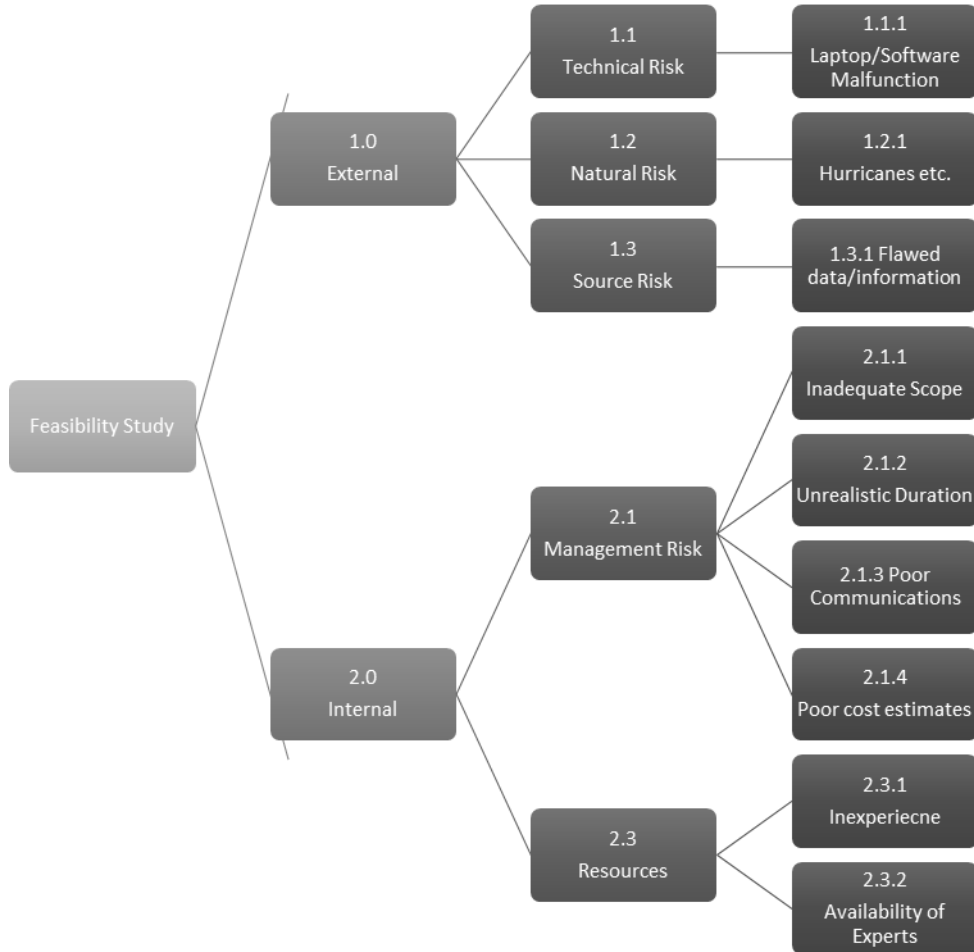 Feasibility Study
1.0
External
1.1
Technical Risk
1.1.1
Laptop/Software
Malfunction
1.2
Natural Risk
1.2.1
Hurricanes etc.
1.3
Source Risk
1.3.1 Flawed
data/information
2.0
Internal
2.1
Management Risk
2.1.1
Inadequate Scope
2.1.2
Unrealistic Duration
2.1.3 Poor
Communications
2.1.4
Poor cost estimates
2.3
Resources
2.3.1
Inexperiecne
2.3.2
Availability of
Experts